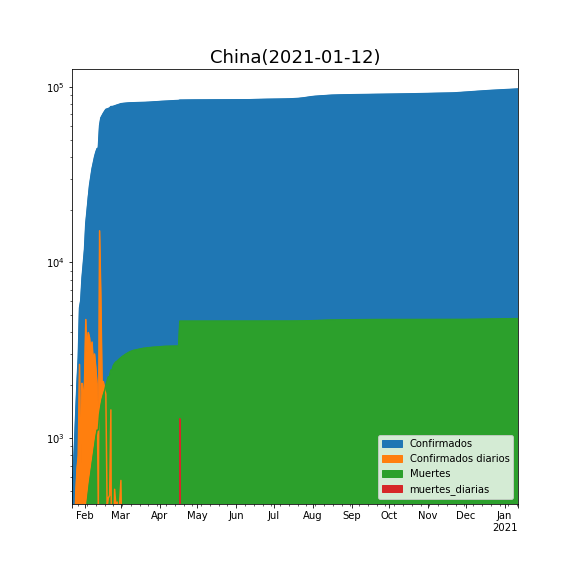 China(2021-01-12)
10^5
10^4
10^3
Confirmados
Confirmados diarios
Muertes
muertes_diarias
Feb Mar Apr May Jun Jul Aug Sep Oct Nov Dec Jan
2021